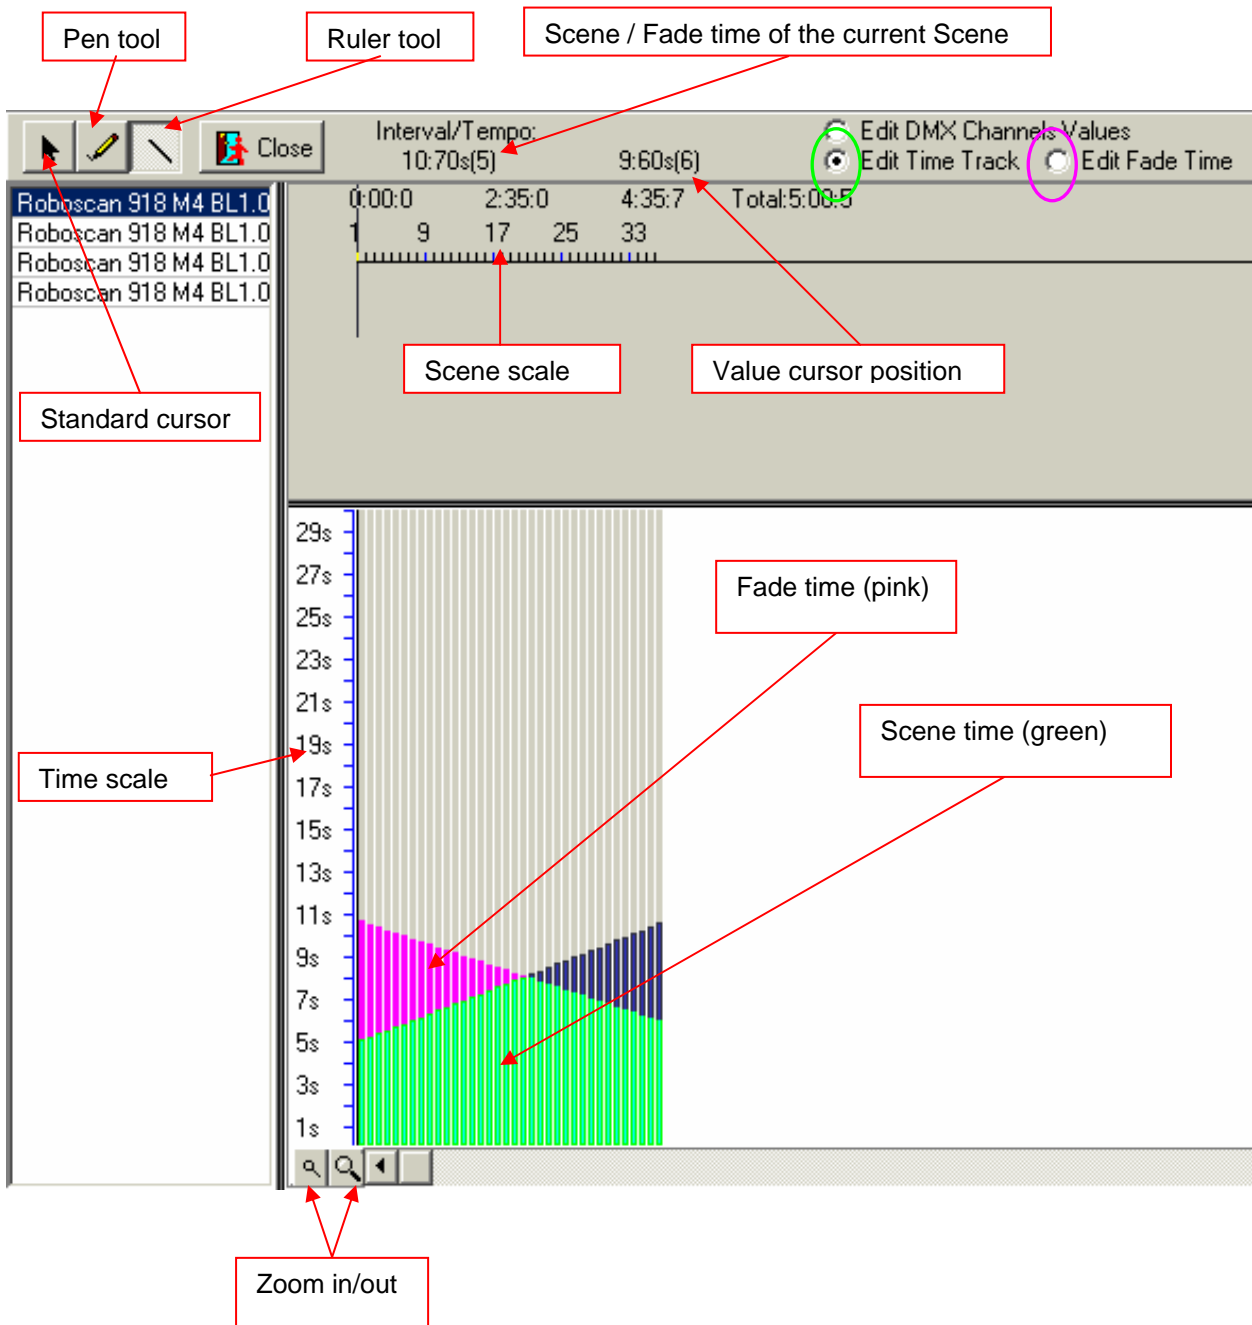 Pen tool
Ruler tool
Scene / Fade time of the current Scene
Close
Interval/Tempo:
10:70s(5)
9:60s(6)
Edit DMX Channels Values
Edit Time Track
Edit Fade Time
Roboscan 918 M4 BL1.0
Roboscan 918 M4 BL1.0
Roboscan 918 M4 BL1.0
Roboscan 918 M4 BL1.0
0:00:0 2:35:0 4:35:7 Total:5:00:5
1 9 17 25 33
Scene scale
Value cursor position
Standard cursor
29s
27s
25s
23s
21s
19s
17s
15s
13s
11s
9s
7s
5s
3s
1s
Fade time (pink)
Scene time (green)
Time scale
Zoom in/out